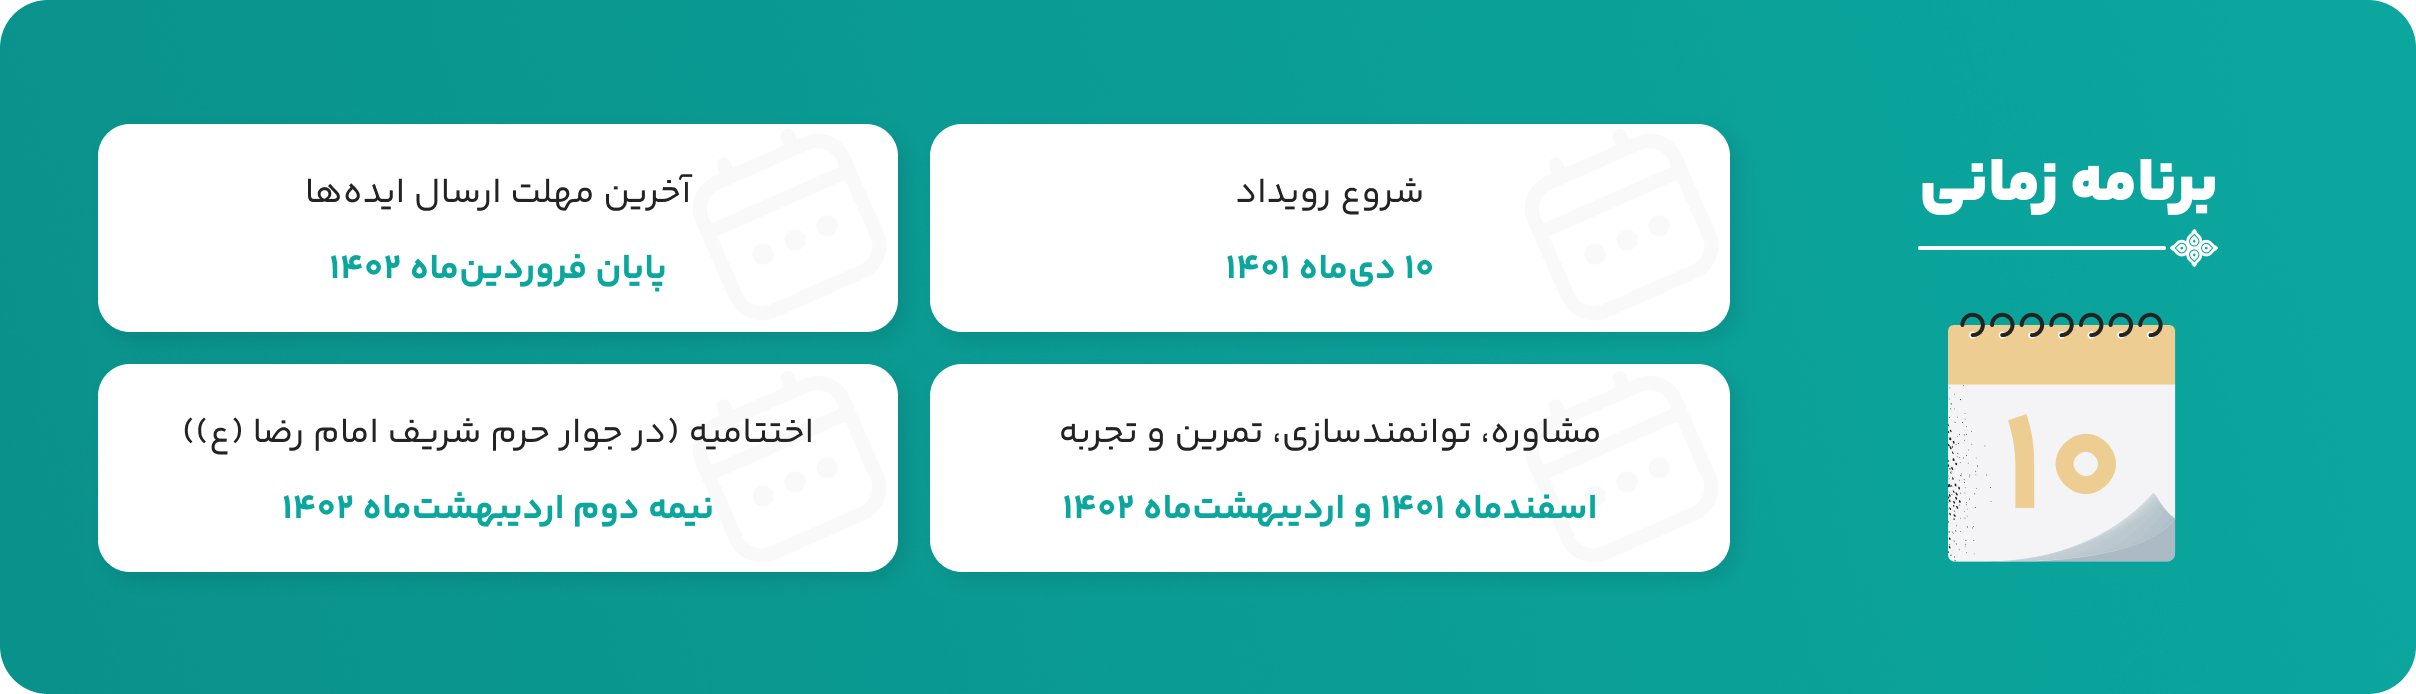 برنامه زمانی
۱۰
شروع رویداد
۱۰ دی‌ماه ۱۴۰۱
آخرین مهلت ارسال ایده‌ها
پایان فروردین‌ماه ۱۴۰۲
مشاوره، توانمندسازی، تمرین و تجربه
اسفندماه ۱۴۰۱ و اردیبهشت‌ماه ۱۴۰۲
اختتامیه (در جوار حرم شریف امام رضا (ع))
نیمه دوم اردیبهشت‌ماه ۱۴۰۲